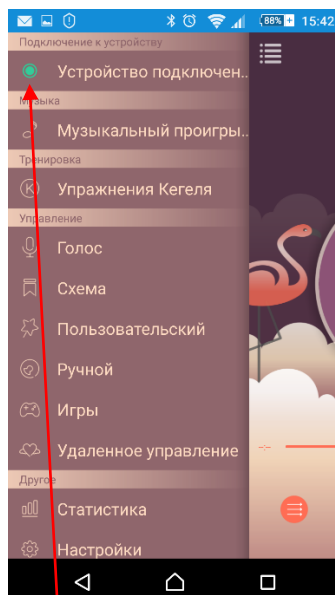 88% 15:42
Подключение к устройству
Устройство подключен..
Музыка
Музыкальный проигры..
Тренировка
Упражнения Кегеля
Управление
Голос
Схема
Пользовательский
Ручной
Игры
Удаленное управление
Другое
Статистика
Настройки